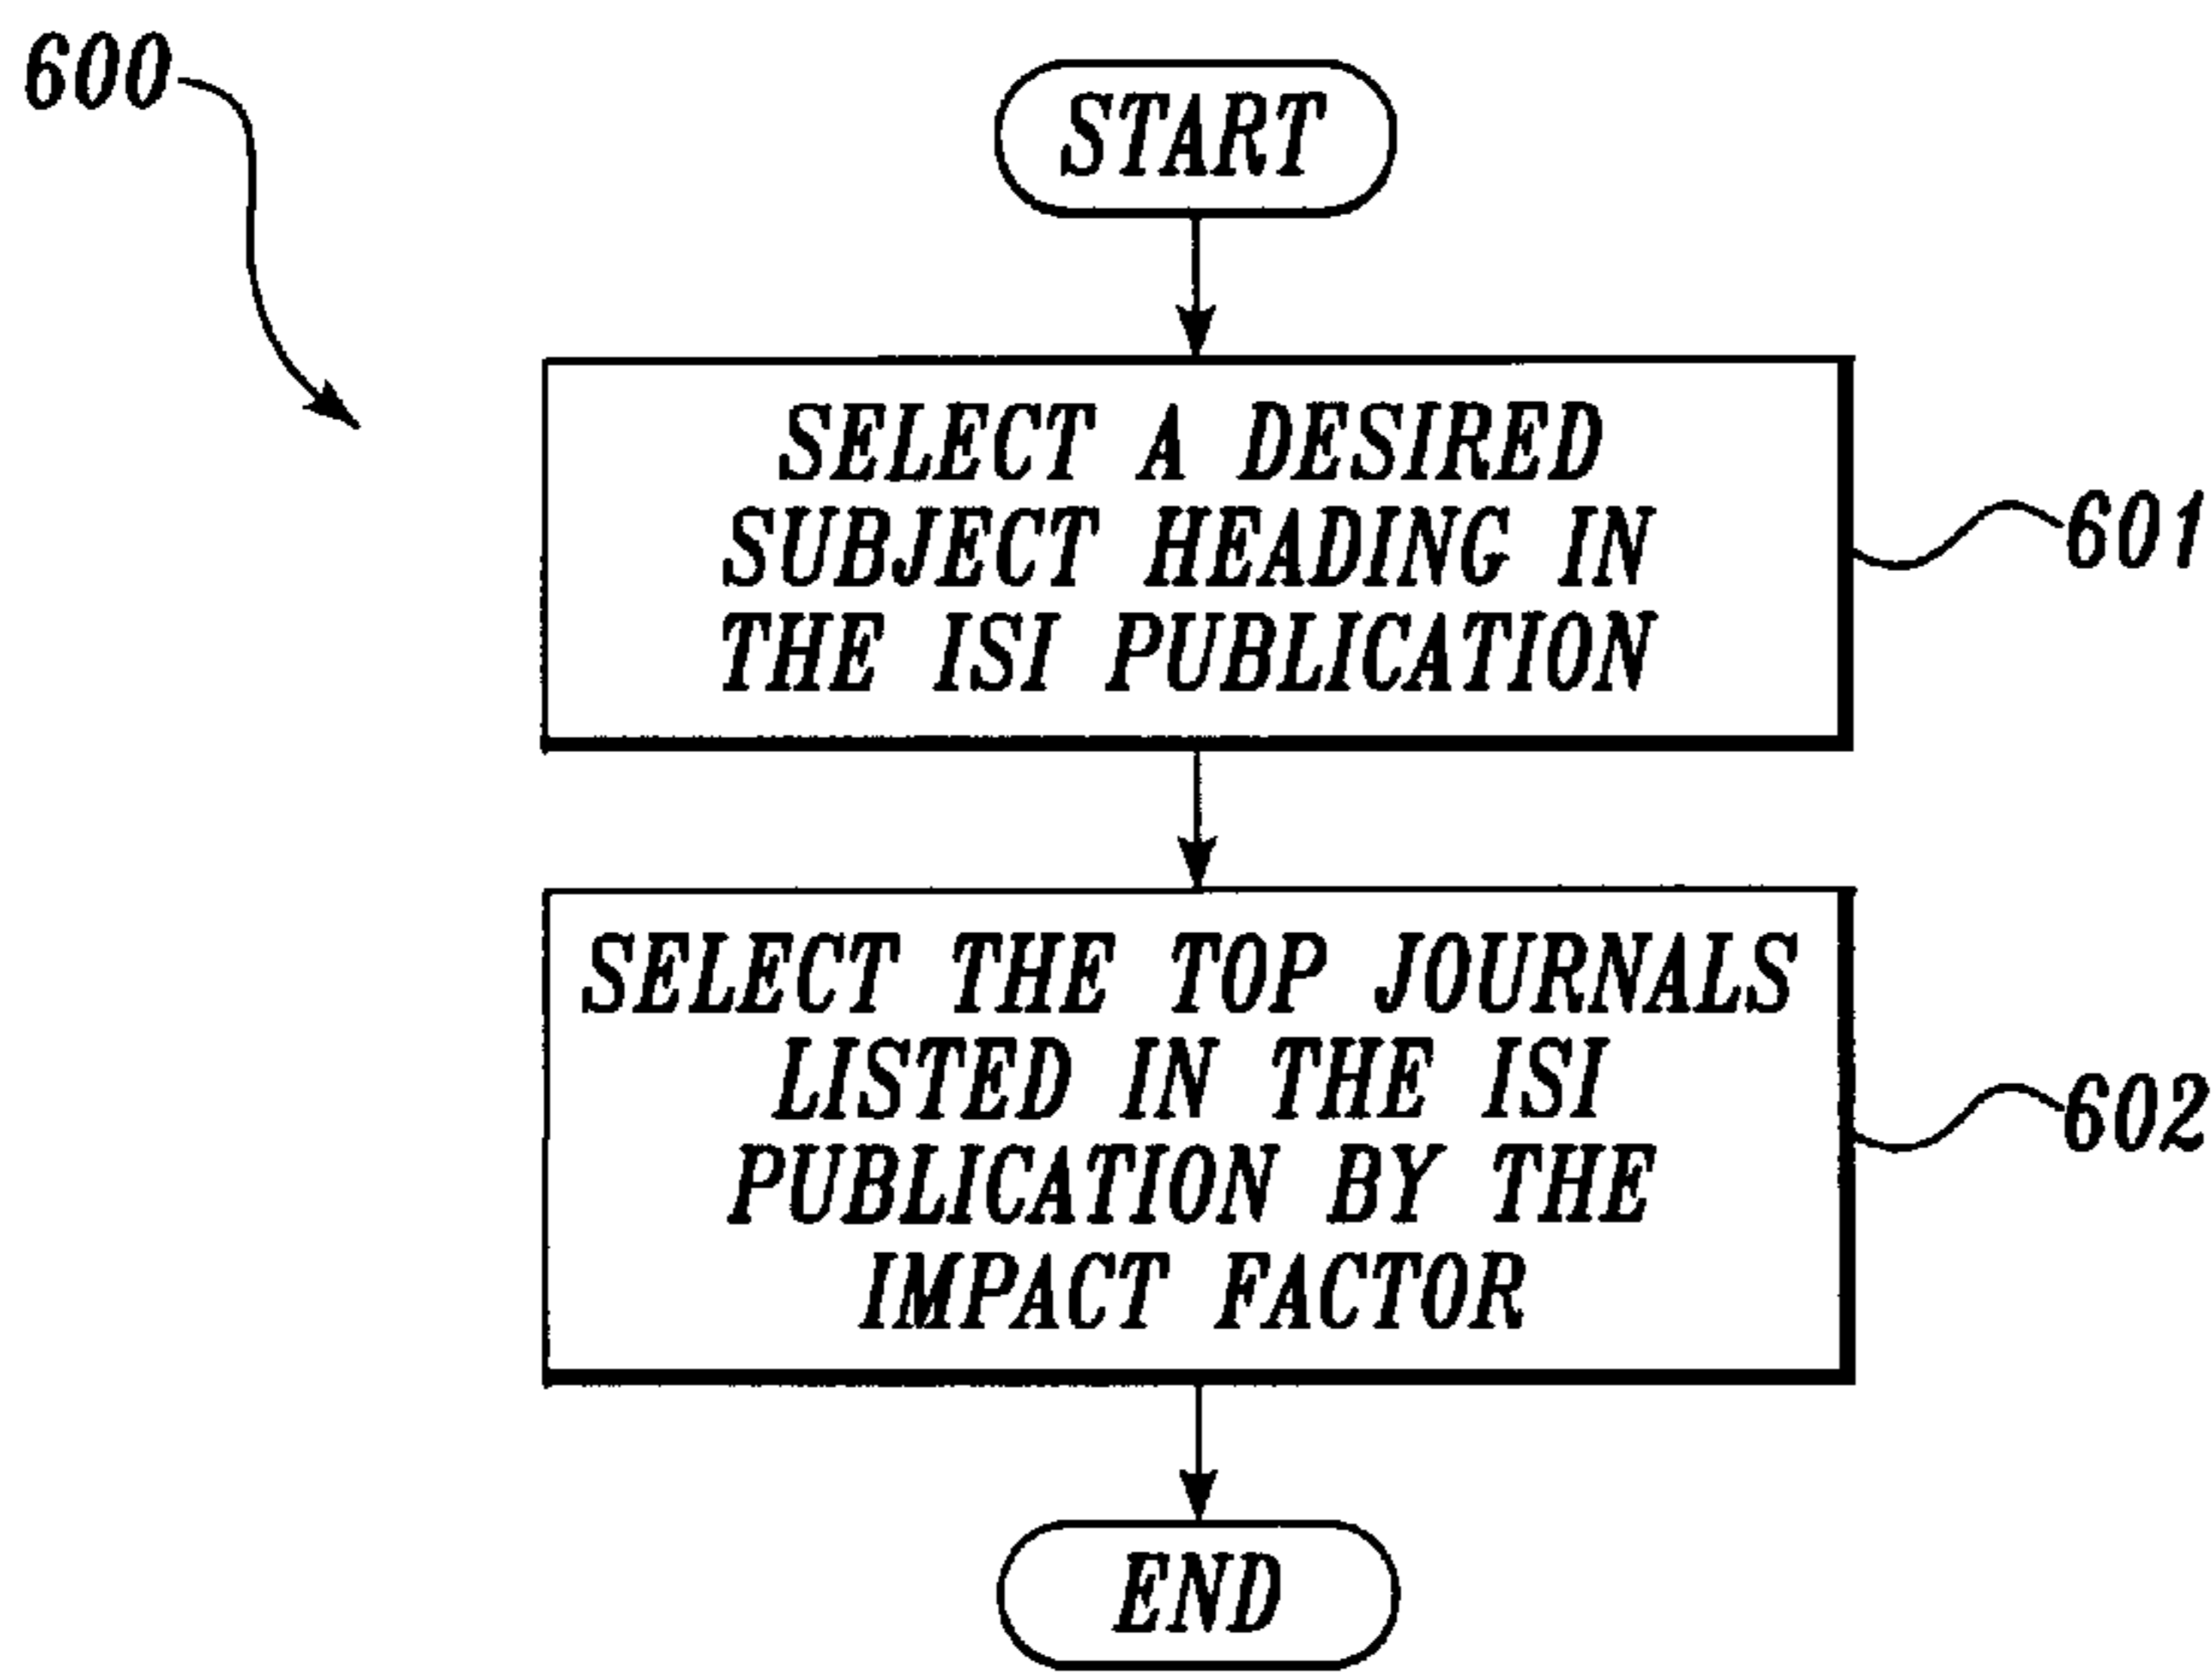 600
START
SELECT A DESIRED
SUBJECT HEADING IN
THE ISI PUBLICATION
601
SELECT THE TOP JOURNALS
LISTED IN THE ISI
PUBLICATION BY THE
IMPACT FACTOR
602
END